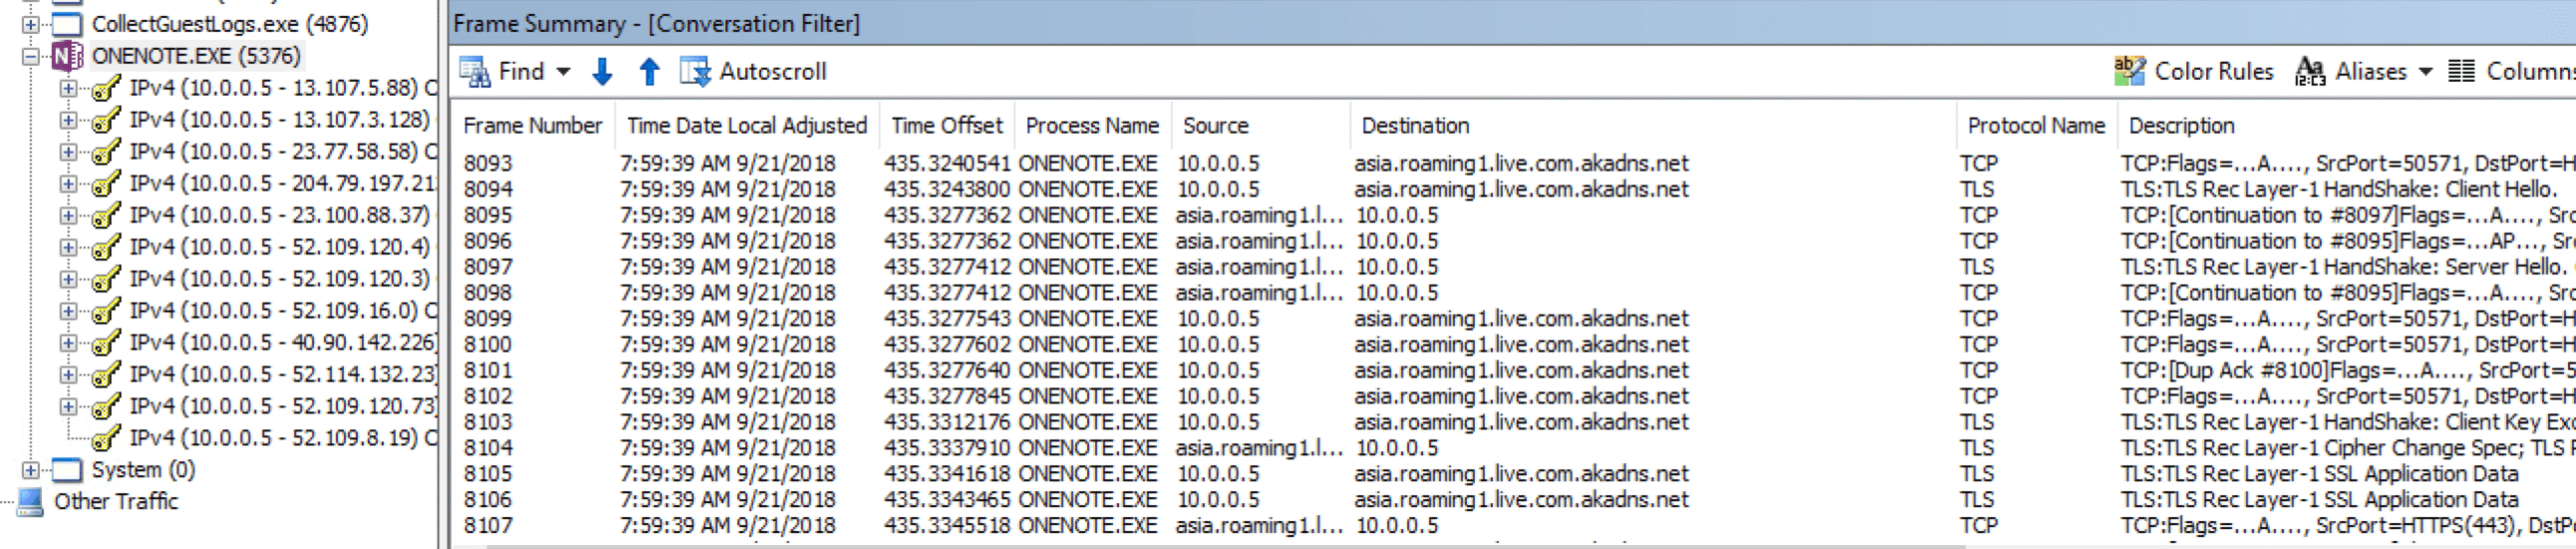 CollectGuestLogs.exe (4876)
ONENOTE.EXE (5376)
IPv4 (10.0.0.5 - 13.107.5.88) C
IPv4 (10.0.0.5 - 13.107.3.128)
IPv4 (10.0.0.5 - 23.77.58.58) C
IPv4 (10.0.0.5 - 204.79.197.21
IPv4 (10.0.0.5 - 23.100.88.37)
IPv4 (10.0.0.5 - 52.109.120.4)
IPv4 (10.0.0.5 - 52.109.120.3)
IPv4 (10.0.0.5 - 52.109.16.0) C
IPv4 (10.0.0.5 - 40.90.142.226)
IPv4 (10.0.0.5 - 52.114.132.23)
IPv4 (10.0.0.5 - 52.109.120.73)
IPv4 (10.0.0.5 - 52.109.8.19) C
System (0)
Other Traffic
Frame Summary - [Conversation Filter]
Find Autoscroll Color Rules Aliases Columns
Frame Number Time Date Local Adjusted Time Offset Process Name Source Destination Protocol Name Description
8093 7:59:39 AM 9/21/2018 435.3240541 ONENOTE.EXE 10.0.0.5 asia.roaming1.live.com.akadns.net TCP TCP:Flags=...A...., SrcPort=50571, DstPort=H
8094 7:59:39 AM 9/21/2018 435.3243800 ONENOTE.EXE 10.0.0.5 asia.roaming1.live.com.akadns.net TLS TLS:TLS Rec Layer-1 HandShake: Client Hello.
8095 7:59:39 AM 9/21/2018 435.3277362 ONENOTE.EXE asia.roaming1.l... 10.0.0.5 TCP TCP:[Continuation to #8097]Flags=...A...., Src
8096 7:59:39 AM 9/21/2018 435.3277362 ONENOTE.EXE asia.roaming1.l... 10.0.0.5 TCP TCP:[Continuation to #8095]Flags=...AP..., Sr
8097 7:59:39 AM 9/21/2018 435.3277412 ONENOTE.EXE asia.roaming1.l... 10.0.0.5 TLS TLS:TLS Rec Layer-1 HandShake: Server Hello.
8098 7:59:39 AM 9/21/2018 435.3277412 ONENOTE.EXE asia.roaming1.l... 10.0.0.5 TCP TCP:[Continuation to #8095]Flags=...A...., Src
8099 7:59:39 AM 9/21/2018 435.3277543 ONENOTE.EXE 10.0.0.5 asia.roaming1.live.com.akadns.net TCP TCP:Flags=...A...., SrcPort=50571, DstPort=H
8100 7:59:39 AM 9/21/2018 435.3277602 ONENOTE.EXE 10.0.0.5 asia.roaming1.live.com.akadns.net TCP TCP:Flags=...A...., SrcPort=50571, DstPort=H
8101 7:59:39 AM 9/21/2018 435.3277640 ONENOTE.EXE 10.0.0.5 asia.roaming1.live.com.akadns.net TCP TCP:[Dup Ack #8100]Flags=...A...., SrcPort=5
8102 7:59:39 AM 9/21/2018 435.3277845 ONENOTE.EXE 10.0.0.5 asia.roaming1.live.com.akadns.net TCP TCP:Flags=...A...., SrcPort=50571, DstPort=H
8103 7:59:39 AM 9/21/2018 435.3312176 ONENOTE.EXE 10.0.0.5 asia.roaming1.live.com.akadns.net TLS TLS:TLS Rec Layer-1 HandShake: Client Key Exc
8104 7:59:39 AM 9/21/2018 435.3337910 ONENOTE.EXE asia.roaming1.l... 10.0.0.5 TLS TLS:TLS Rec Layer-1 Cipher Change Spec; TLS R
8105 7:59:39 AM 9/21/2018 435.3341618 ONENOTE.EXE 10.0.0.5 asia.roaming1.live.com.akadns.net TLS TLS:TLS Rec Layer-1 SSL Application Data
8106 7:59:39 AM 9/21/2018 435.3343465 ONENOTE.EXE 10.0.0.5 asia.roaming1.live.com.akadns.net TLS TLS:TLS Rec Layer-1 SSL Application Data
8107 7:59:39 AM 9/21/2018 435.3345518 ONENOTE.EXE asia.roaming1.l... 10.0.0.5 TCP TCP:Flags=...A...., SrcPort=HTTPS(443), DstP